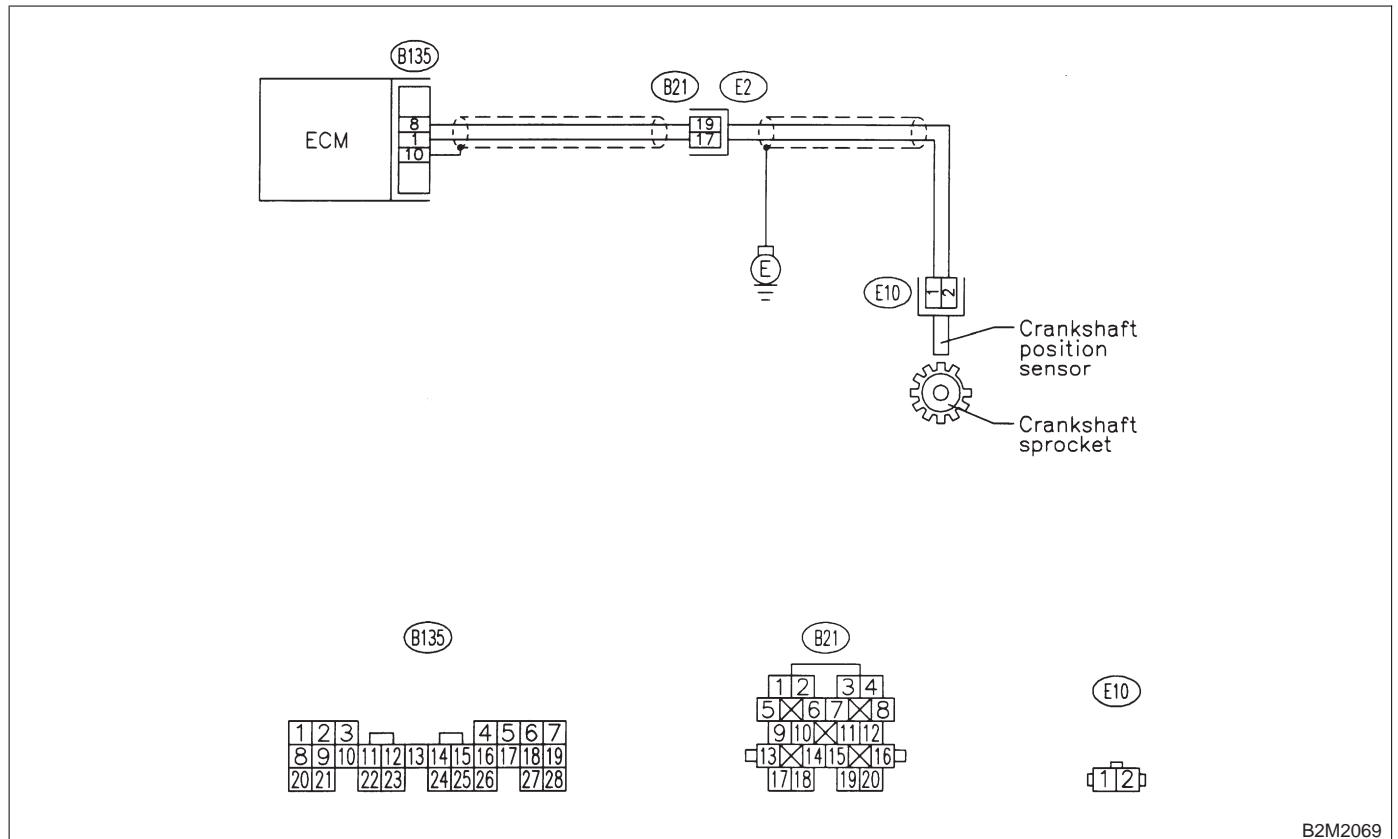 B135
B21 E2
ECM
8
1
10
19
17
E
E10
1 2
Crankshaft
position
sensor
Crankshaft
sprocket
B135
1 2 3 4 5 6 7
8 9 10 11 12 13 14 15 16 17 18 19
20 21 22 23 24 25 26 27 28
B21
1 2 3 4
5 6 7 8
9 10 11 12
13 14 15 16
17 18 19 20
E10
1 2
B2M2069